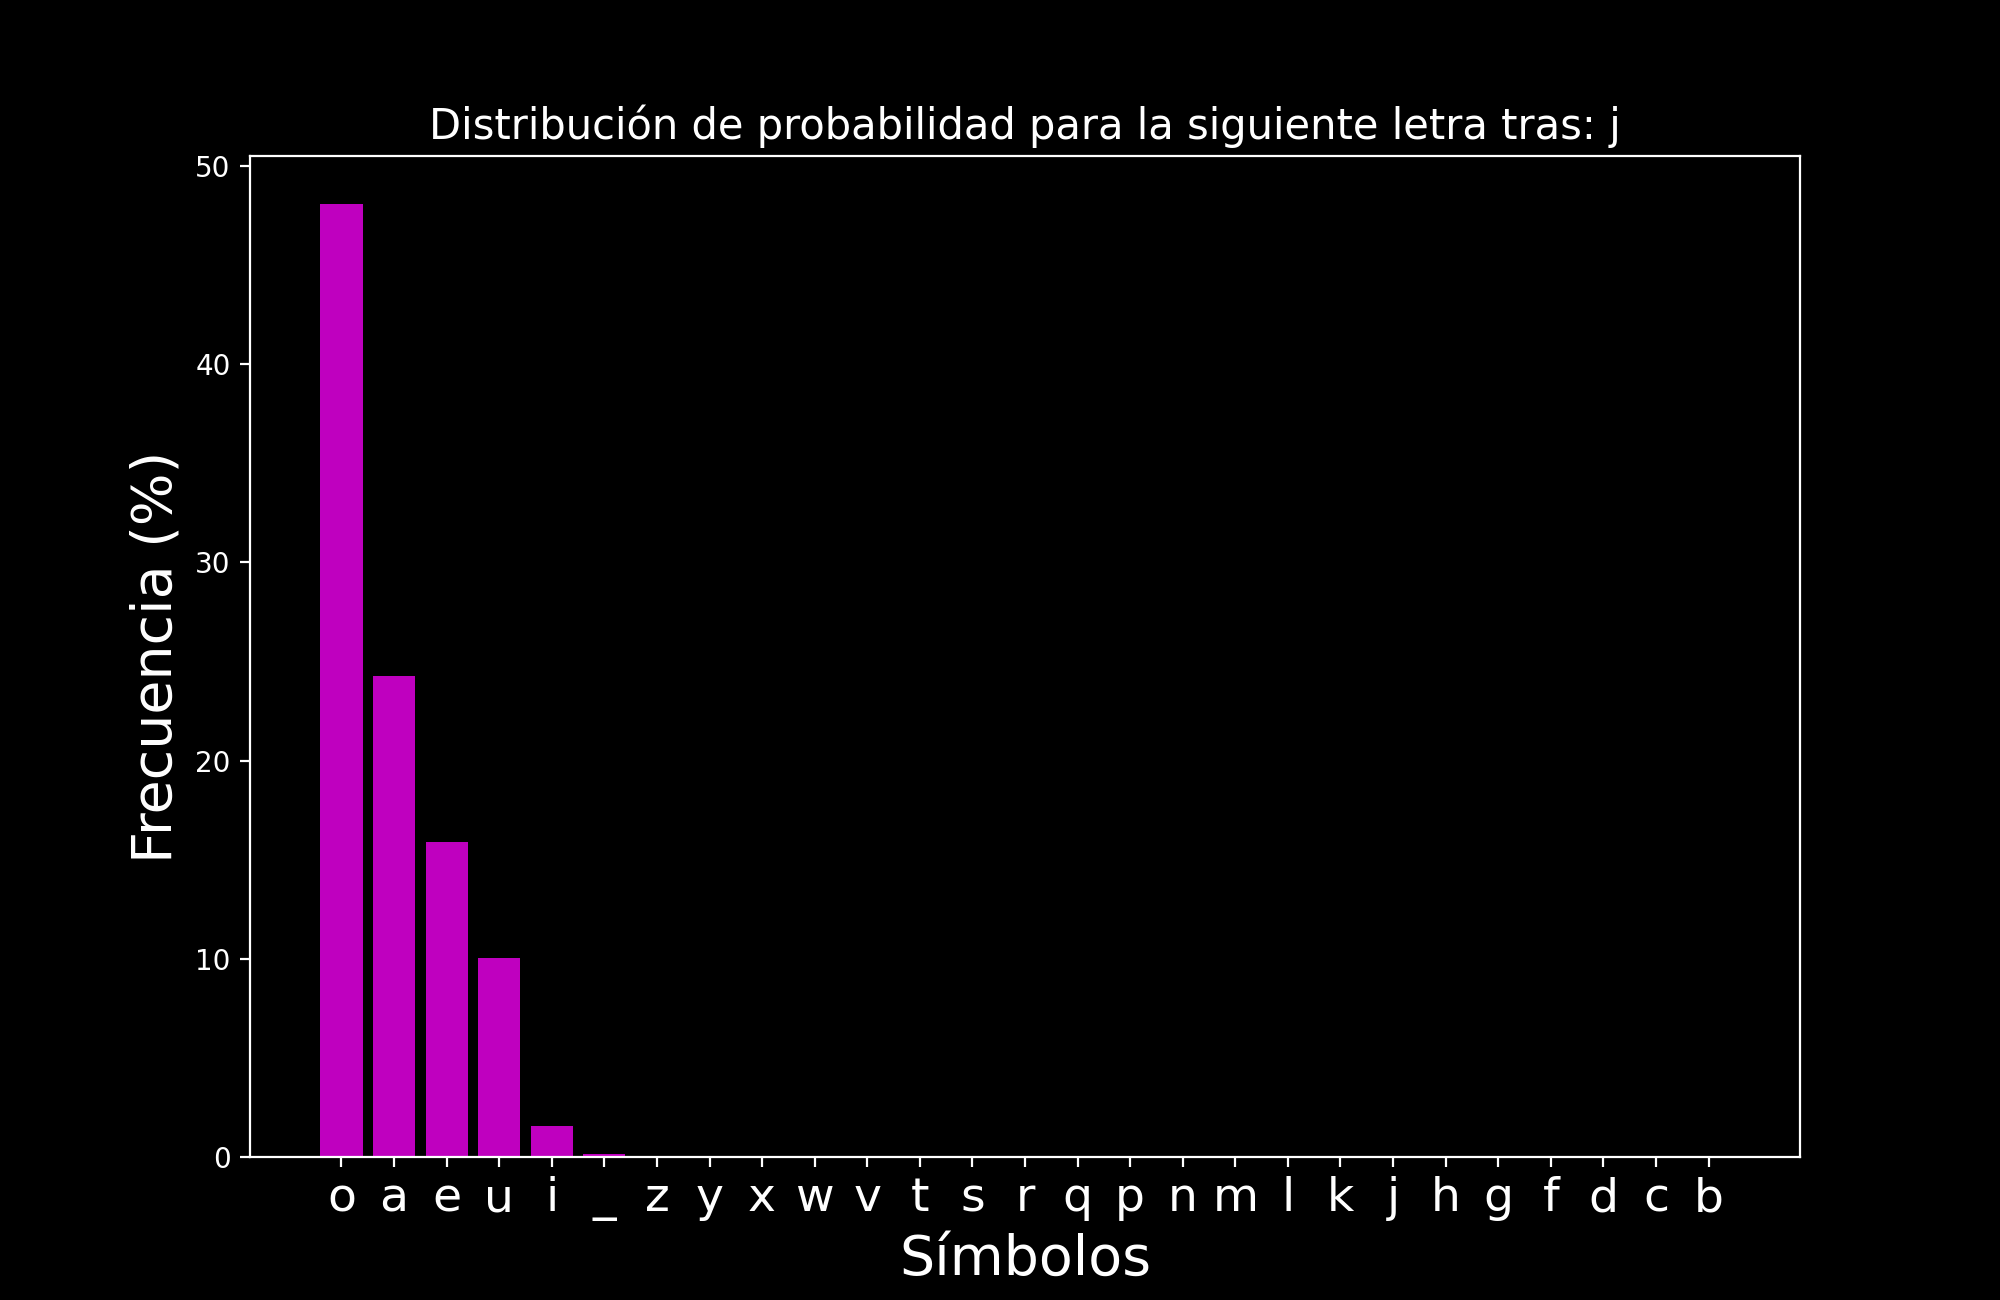 Distribución de probabilidad para la siguiente letra tras: j
50
40
30
20
10
0
Frecuencia (%)
o a e u i _ z y x w v t s r q p n m l k j h g f d c b
Símbolos